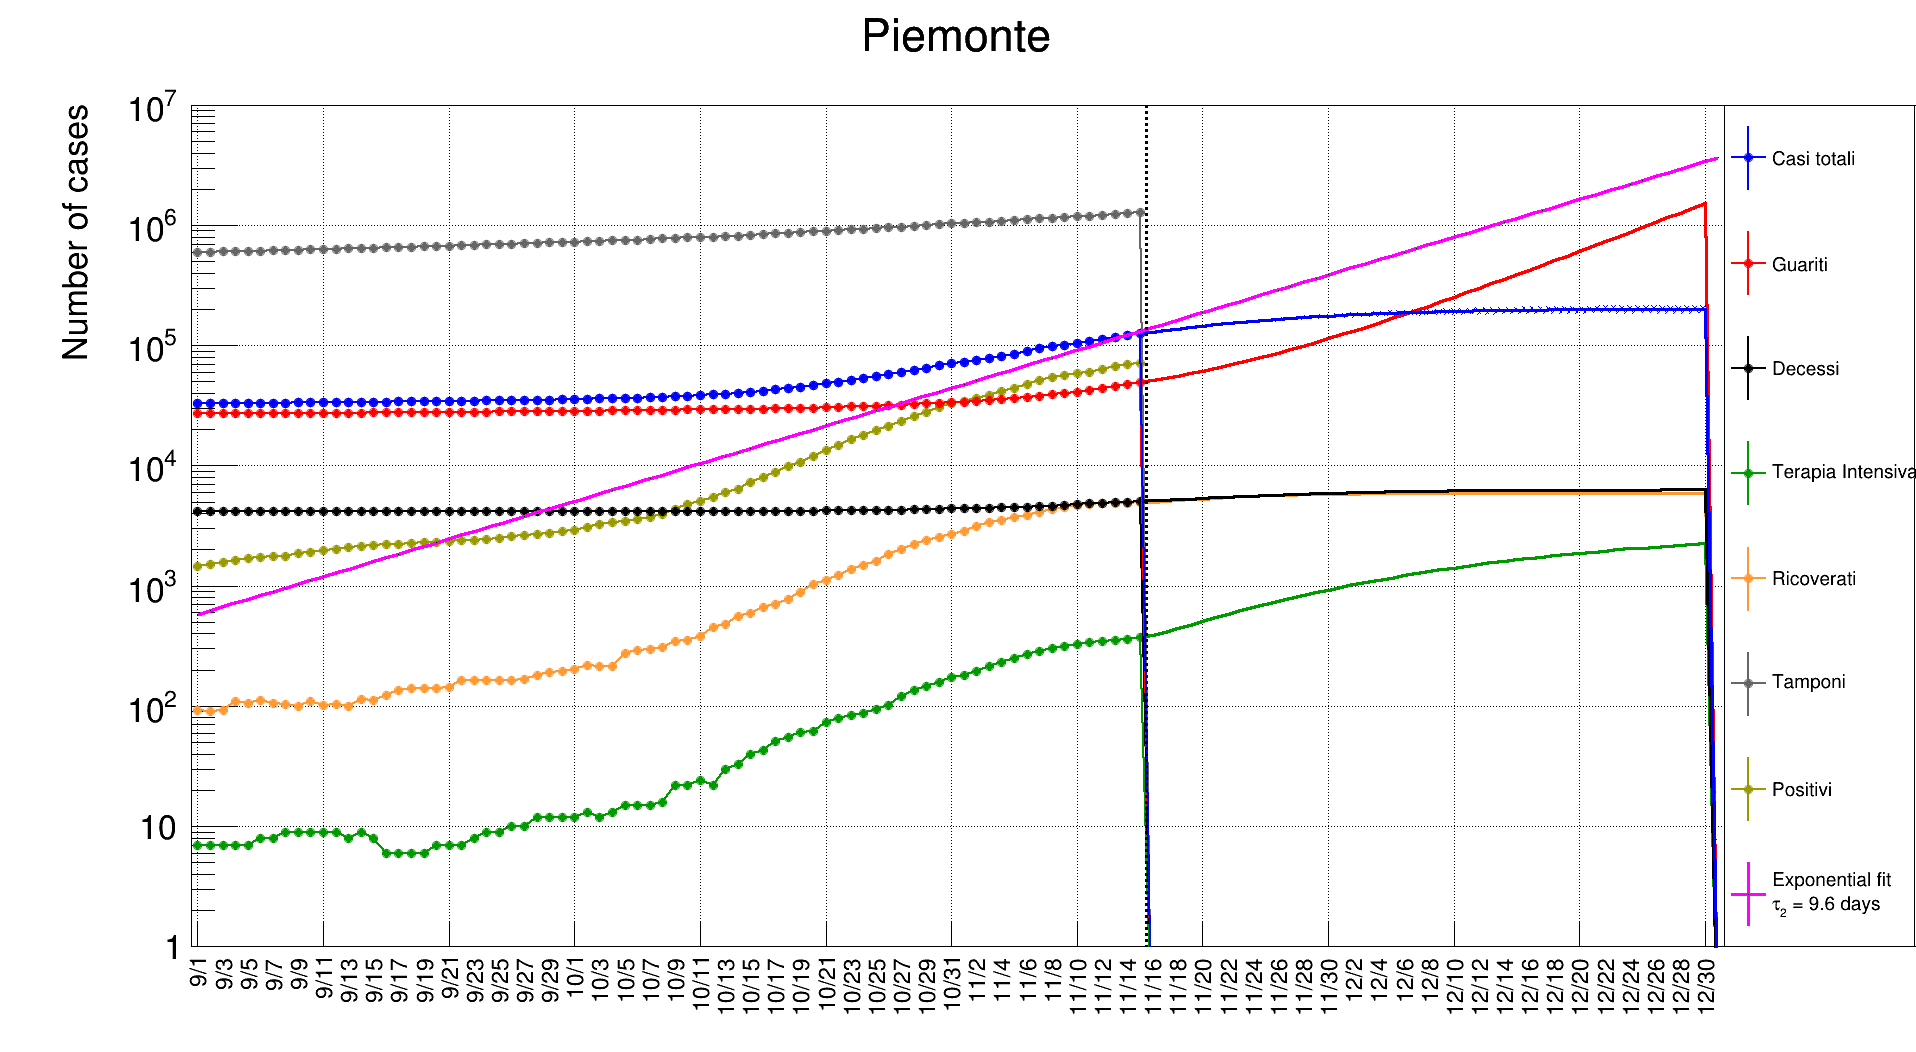 Piemonte
Number of cases
10^7
10^6
10^5
10^4
10^3
10^2
10
1
9/1 9/3 9/5 9/7 9/9 9/11 9/13 9/15 9/17 9/19 9/21 9/23 9/25 9/27 9/29 10/1 10/3 10/5 10/7 10/9 10/11 10/13 10/15 10/17 10/19 10/21 10/23 10/25 10/27 10/29 10/31 11/2 11/4 11/6 11/8 11/10 11/12 11/14 11/16 11/18 11/20 11/22 11/24 11/26 11/28 11/30 12/2 12/4 12/6 12/8 12/10 12/12 12/14 12/16 12/18 12/20 12/22 12/24 12/26 12/28 12/30
Casi totali
Guariti
Decessi
Terapia Intensiva
Ricoverati
Tamponi
Positivi
Exponential fit
τ₂ = 9.6 days